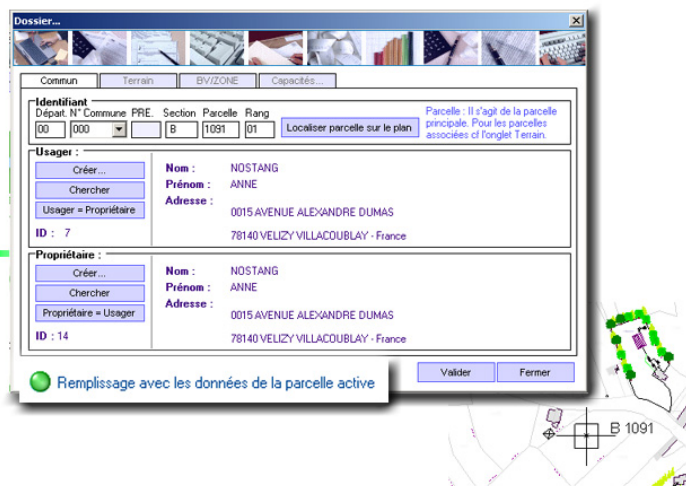 Dossier...
Commun Terrain BV/ZONE Capacités...
Identifiant
Départ. N° Commune PRE. Section Parcelle Rang
00 000 B 1091 01 Localiser parcelle sur le plan
Parcelle : Il s'agit de la parcelle
principale. Pour les parcelles
associées cf l'onglet Terrain.
Usager :
Créer...
Chercher
Usager = Propriétaire
ID : 7
Nom : NOSTANG
Prénom : ANNE
Adresse :
0015 AVENUE ALEXANDRE DUMAS
78140 VELIZY VILLACOUBLAY - France
Propriétaire :
Créer...
Chercher
Propriétaire = Usager
ID : 14
Nom : NOSTANG
Prénom : ANNE
Adresse :
0015 AVENUE ALEXANDRE DUMAS
78140 VELIZY VILLACOUBLAY - France
Remplissage avec les données de la parcelle active
Valider Fermer
B 1091